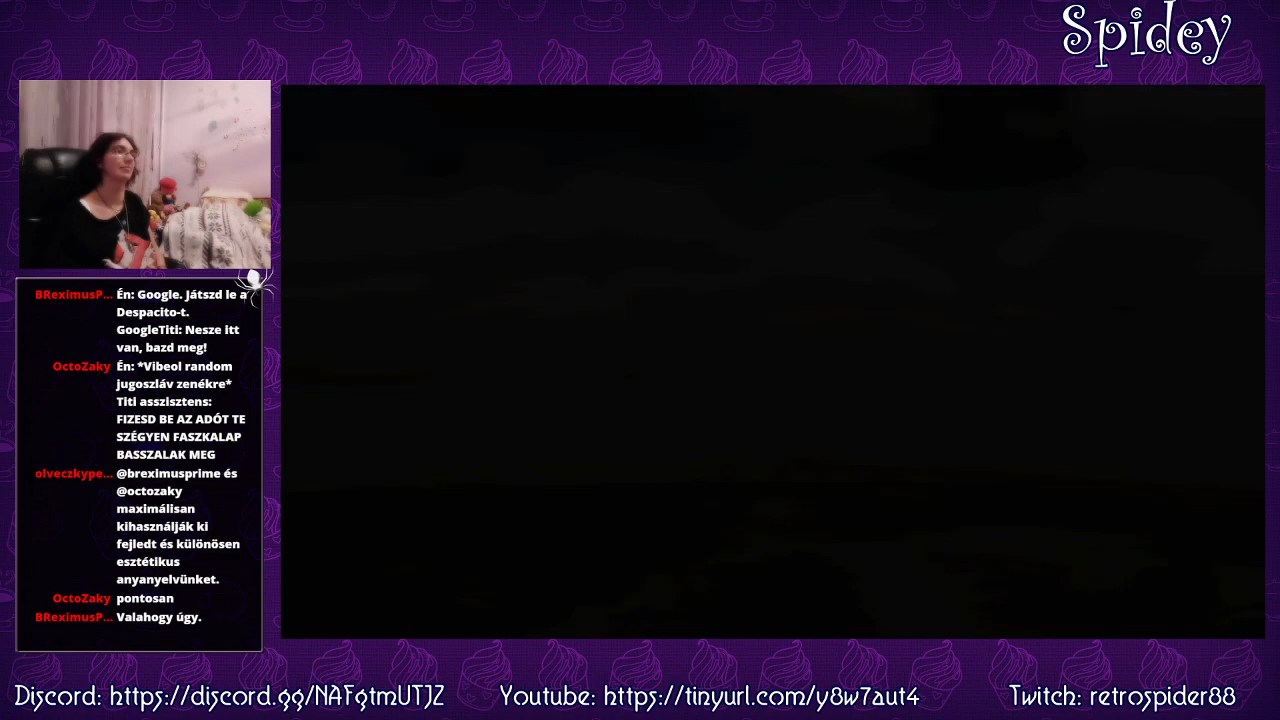 Spidey
BReximusP... Én: Google. Játszd le a
Despacito-t.
GoogleTiti: Nesze itt
van, bazd meg!
OctoZaky Én: *Vibeol random
jugoszláv zenékre*
Titi asszisztens:
FIZESD BE AZ ADÓT TE
SZÉGYEN FASZKALAP
BASSZALAK MEG
olveczkype... @breximusprime és
@octozaky
maximálisan
kihasználják ki
fejledt és különösen
esztétikus
anyanyelvünket.
OctoZaky pontosan
BReximusP... Valahogy úgy.
Discord: https://discord.gg/NAFgtmUTJZ Youtube: https://tinyurl.com/y8w7aut4 Twitch: retrospider88